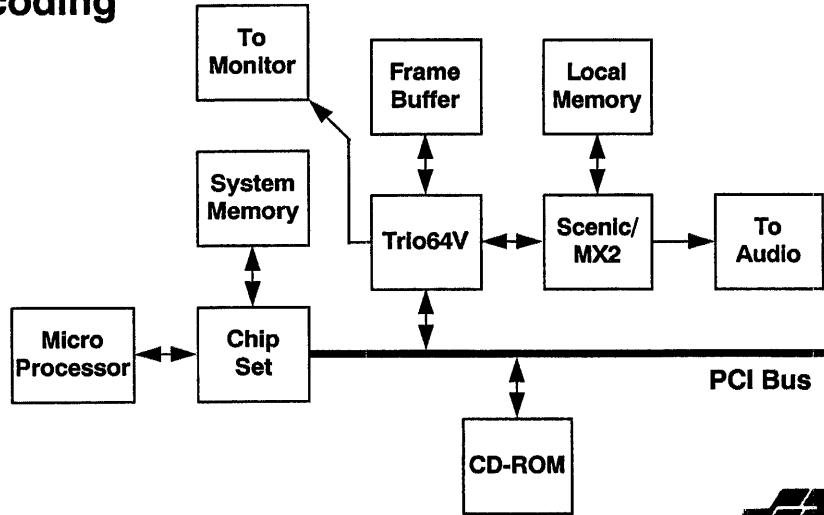 coding
To
Monitor
Frame
Buffer
Local
Memory
System
Memory
Trio64V
Scenic/
MX2
To
Audio
Micro
Processor
Chip
Set
PCI Bus
CD-ROM